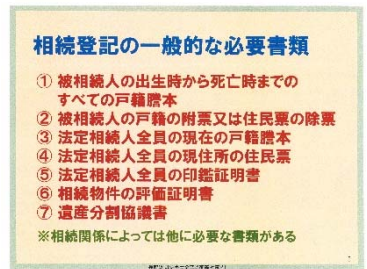 相続登記の一般的な必要書類
① 被相続人の出生時から死亡時までの
すべての戸籍謄本
② 被相続人の戸籍の附票又は住民票の除票
③ 法定相続人全員の現在の戸籍謄本
④ 法定相続人全員の現住所の住民票
⑤ 法定相続人全員の印鑑証明書
⑥ 相続物件の評価証明書
⑦ 遺産分割協議書
※相続関係によっては他に必要な書類がある